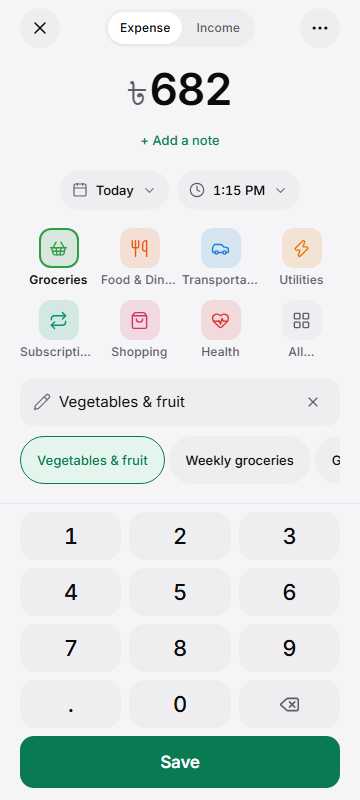 Expense Income
৳682
+ Add a note
Today 1:15 PM
Groceries Food & Din... Transporta... Utilities
Subscripti... Shopping Health All...
Vegetables & fruit
Vegetables & fruit Weekly groceries G
1 2 3
4 5 6
7 8 9
. 0
Save